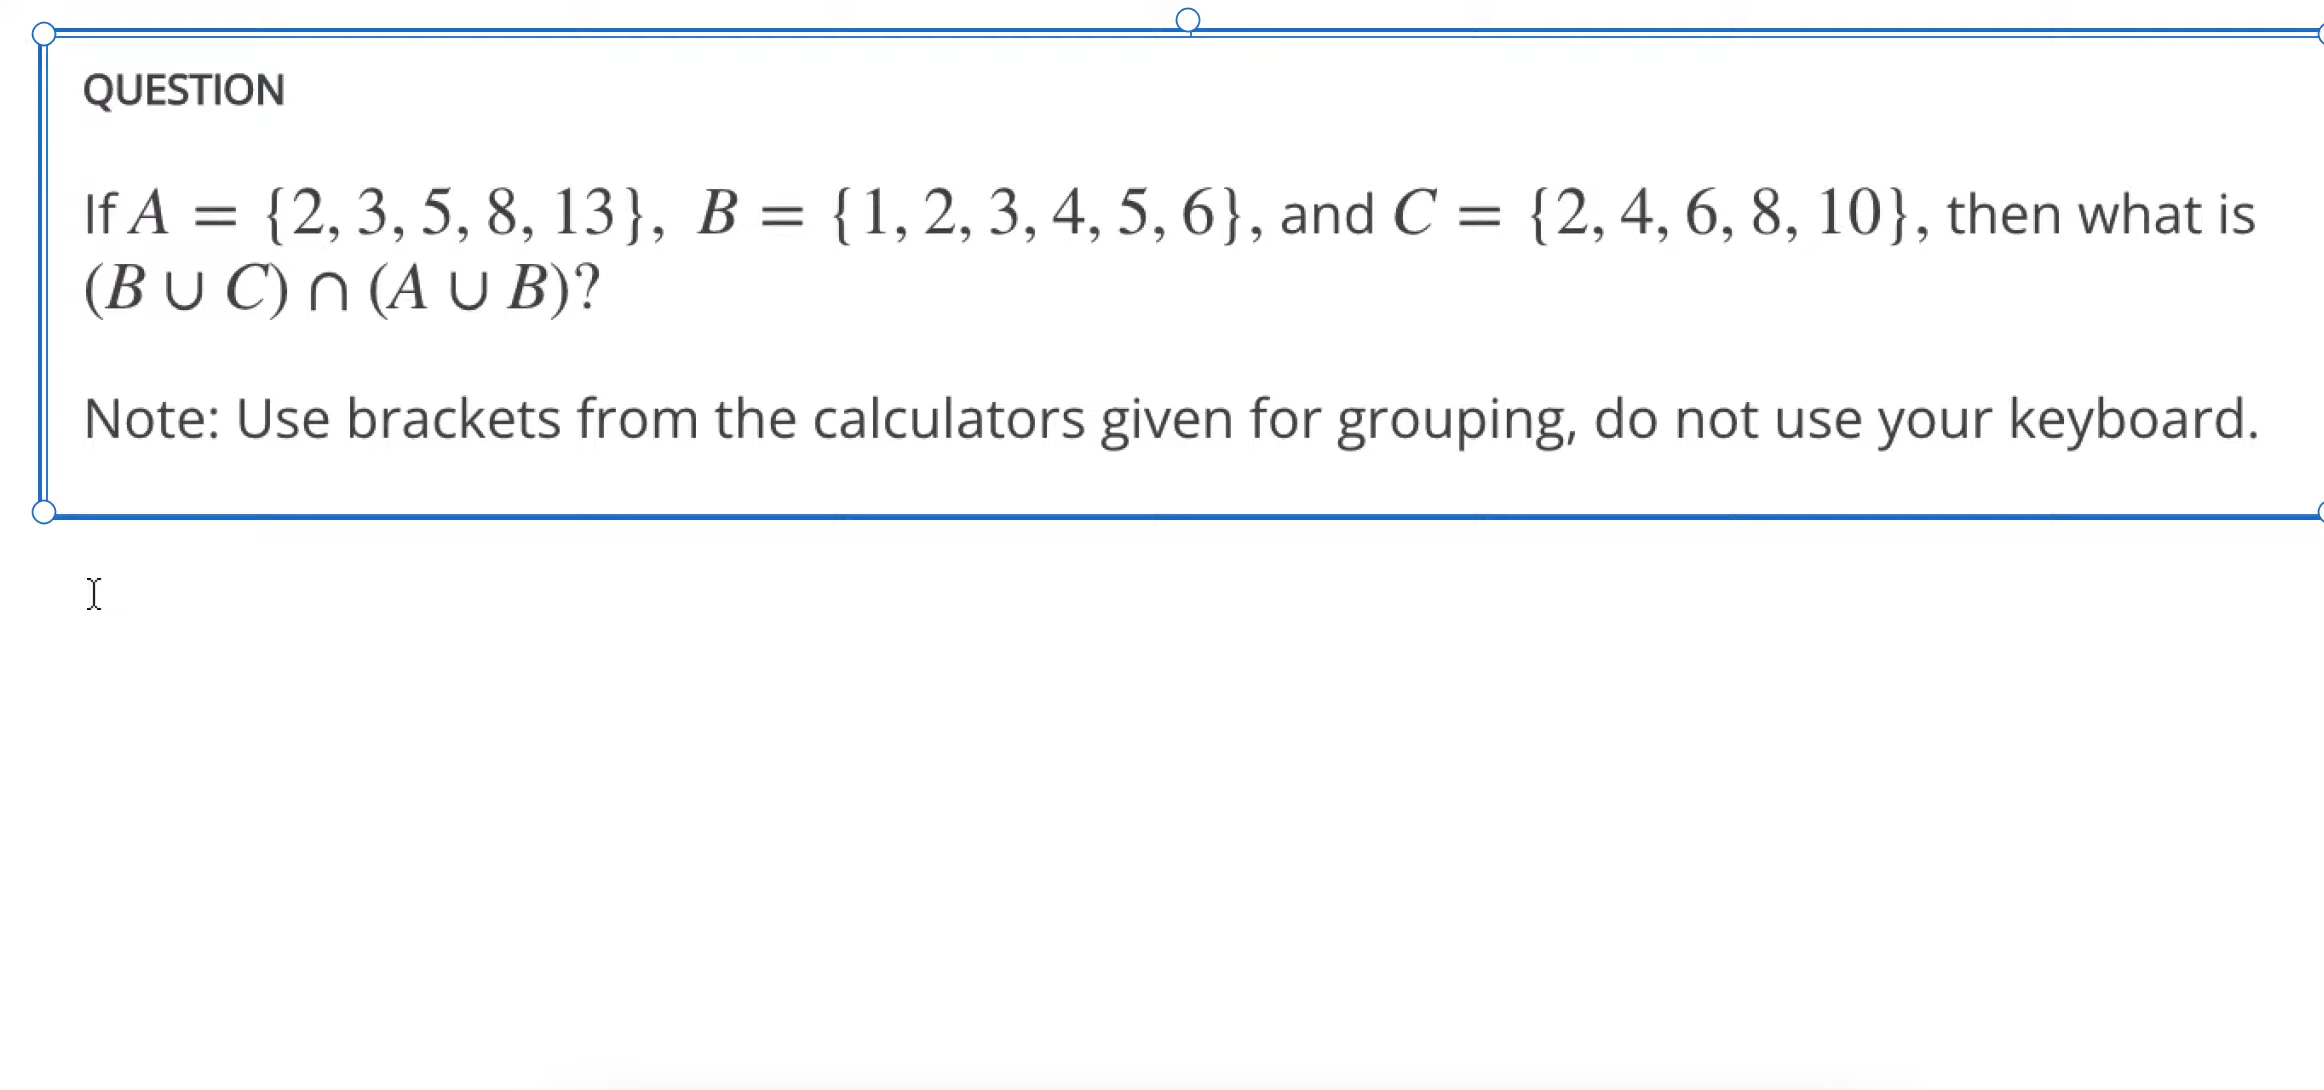 QUESTION
If A = {2, 3, 5, 8, 13}, B = {1, 2, 3, 4, 5, 6}, and C = {2, 4, 6, 8, 10}, then what is
(B ∪ C) ∩ (A ∪ B)?
Note: Use brackets from the calculators given for grouping, do not use your keyboard.